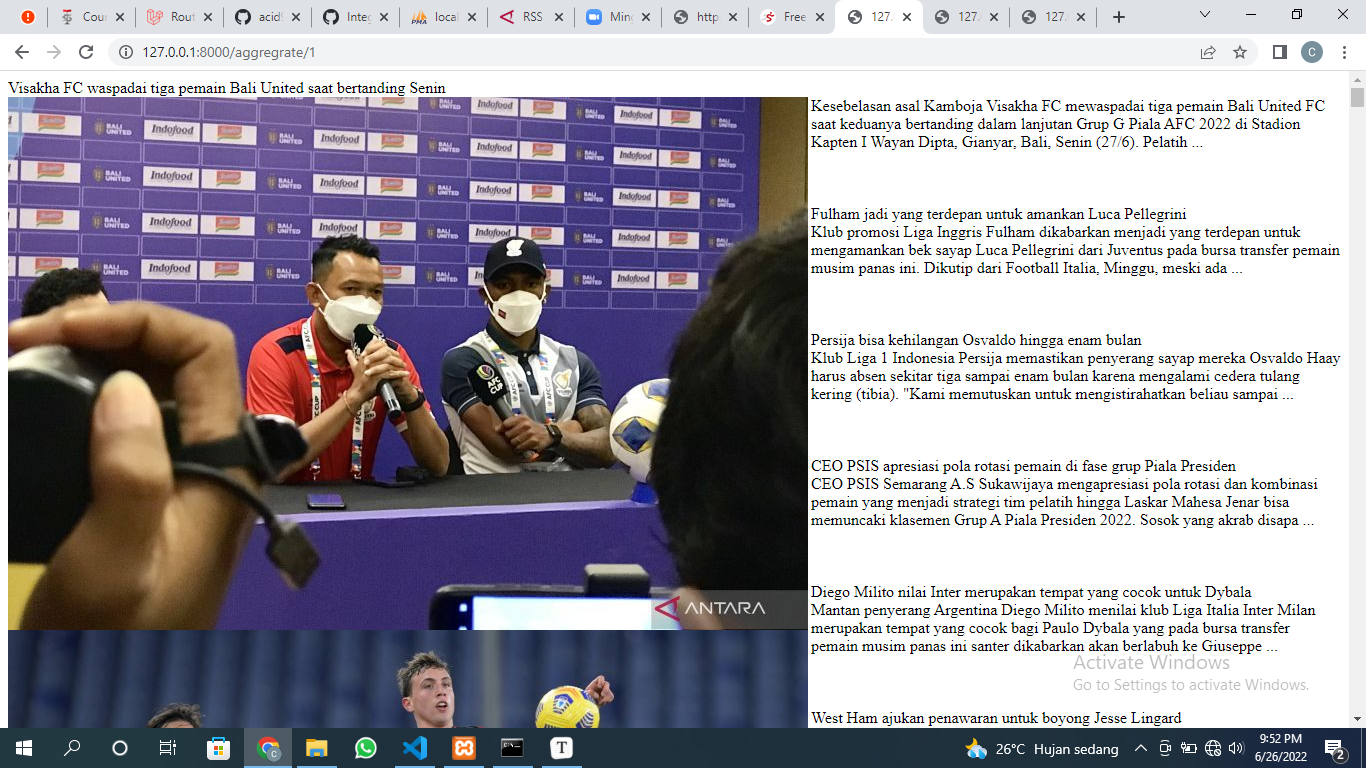 Cour
Rout
acid!
Integ
local
RSS
Ming
http
Free
127.
127.
127.
127.0.0.1:8000/aggregrate/1
C
Visakha FC waspadai tiga pemain Bali United saat bertanding Senin
Indofood
BALI UNITED
AFC CUP
ANTARA
Kesebelasan asal Kamboja Visakha FC mewaspadai tiga pemain Bali United FC
saat keduanya bertanding dalam lanjutan Grup G Piala AFC 2022 di Stadion
Kapten I Wayan Dipta, Gianyar, Bali, Senin (27/6). Pelatih ...
Fulham jadi yang terdepan untuk amankan Luca Pellegrini
Klub promosi Liga Inggris Fulham dikabarkan menjadi yang terdepan untuk
mengamankan bek sayap Luca Pellegrini dari Juventus pada bursa transfer pemain
musim panas ini. Dikutip dari Football Italia, Minggu, meski ada ...
Persija bisa kehilangan Osvaldo hingga enam bulan
Klub Liga 1 Indonesia Persija memastikan penyerang sayap mereka Osvaldo Haay
harus absen sekitar tiga sampai enam bulan karena mengalami cedera tulang
kering (tibia). "Kami memutuskan untuk mengistirahatkan beliau sampai ...
CEO PSIS apresiasi pola rotasi pemain di fase grup Piala Presiden
CEO PSIS Semarang A.S Sukawijaya mengapresiasi pola rotasi dan kombinasi
pemain yang menjadi strategi tim pelatih hingga Laskar Mahesa Jenar bisa
memuncaki klasemen Grup A Piala Presiden 2022. Sosok yang akrab disapa ...
Diego Milito nilai Inter merupakan tempat yang cocok untuk Dybala
Mantan penyerang Argentina Diego Milito menilai klub Liga Italia Inter Milan
merupakan tempat yang cocok bagi Paulo Dybala yang pada bursa transfer
pemain musim panas ini santer dikabarkan akan berlabuh ke Giuseppe ...
West Ham ajukan penawaran untuk boyong Jesse Lingard
Activate Windows
Go to Settings to activate Windows.
26°C Hujan sedang
9:52 PM
6/26/2022
2